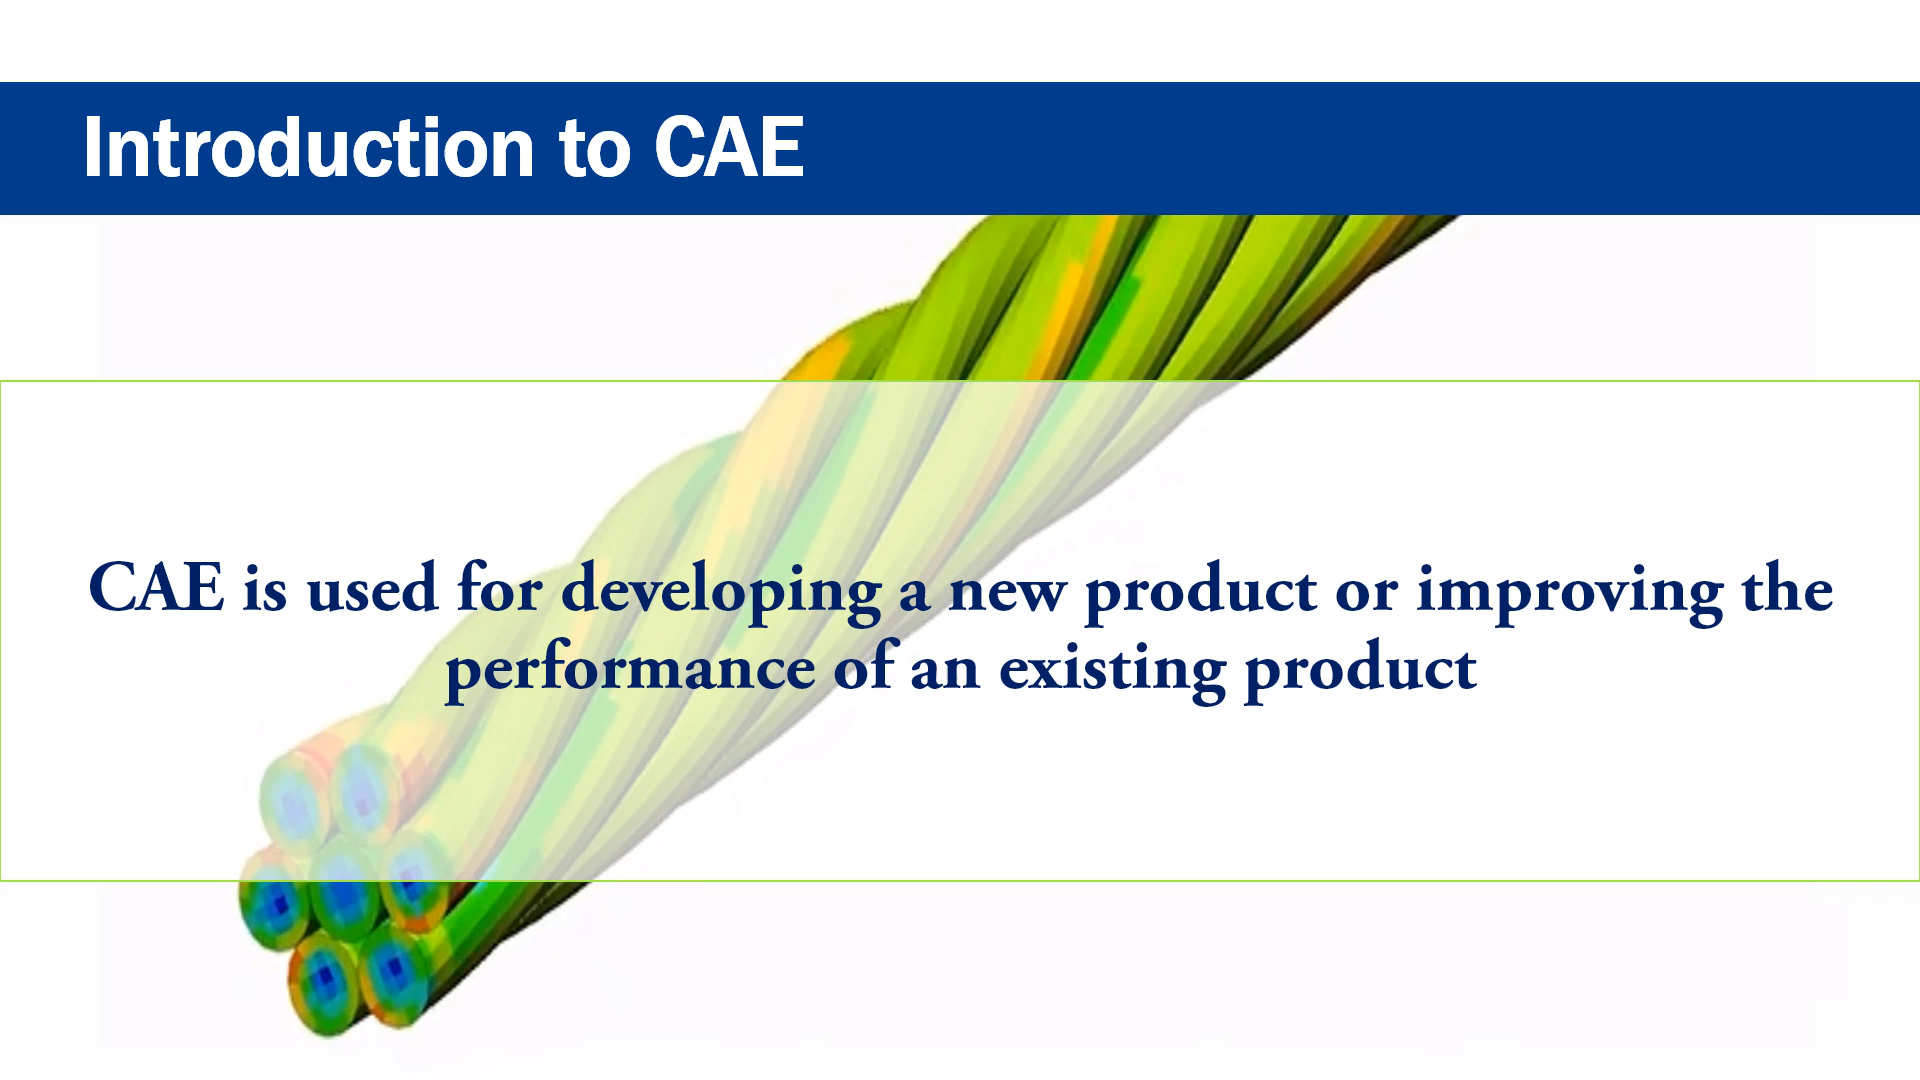 Introduction to CAE
CAE is used for developing a new product or improving the
performance of an existing product